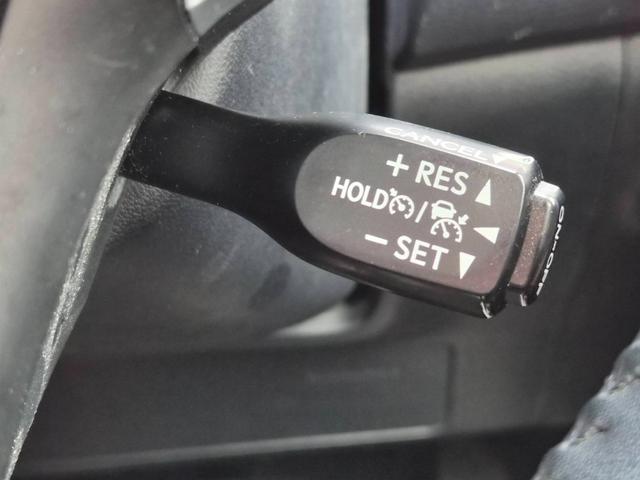 CANCEL
+ RES
HOLD /
- SET
ON-OFF